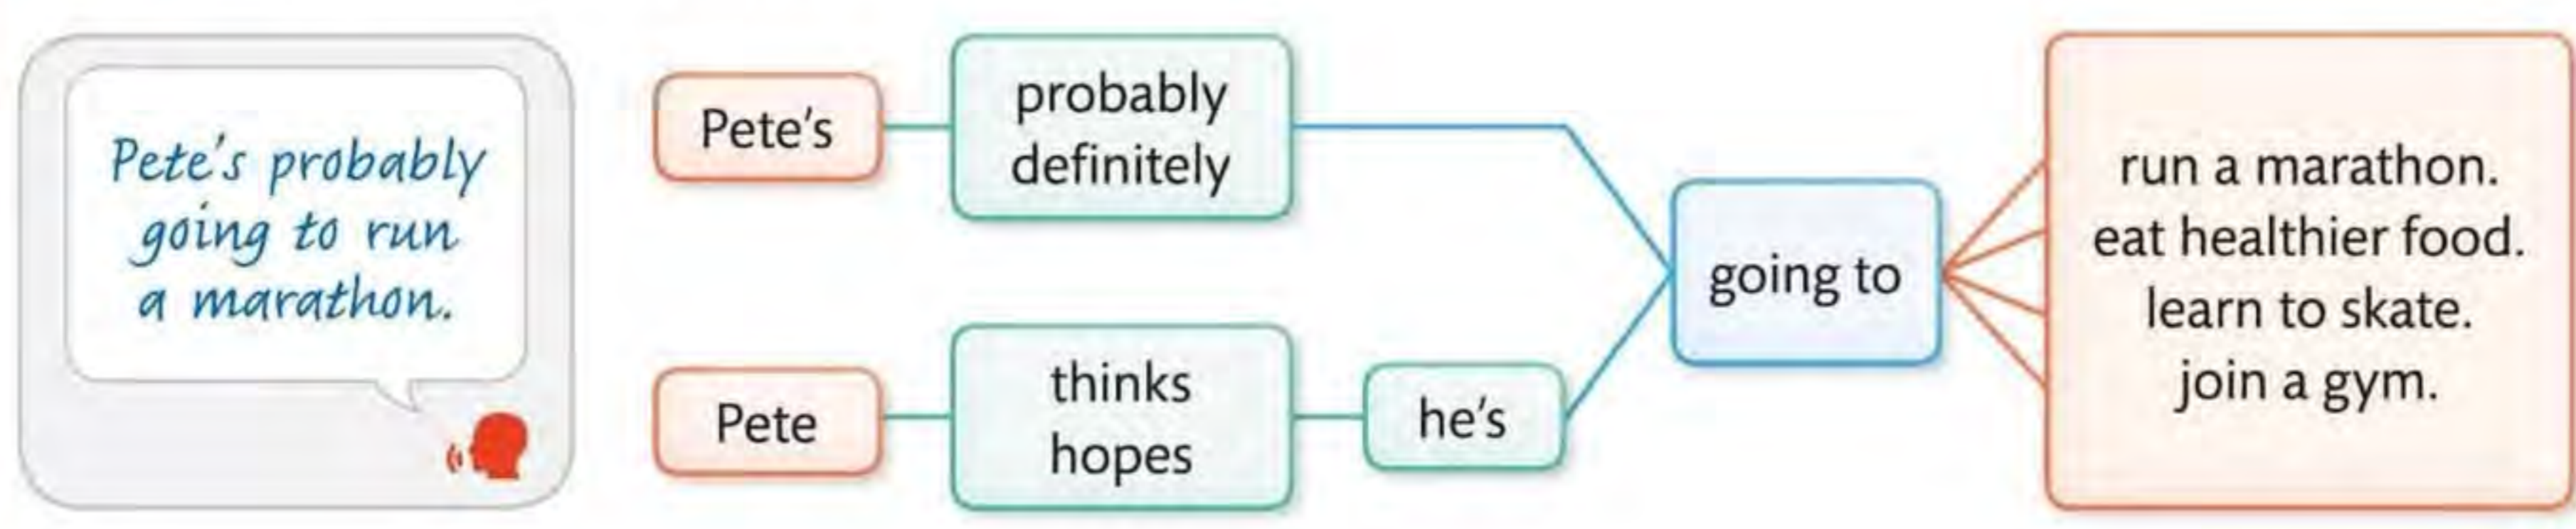 Pete's probably
going to run
a marathon.
Pete's
probably
definitely
Pete
thinks
hopes
he's
going to
run a marathon.
eat healthier food.
learn to skate.
join a gym.